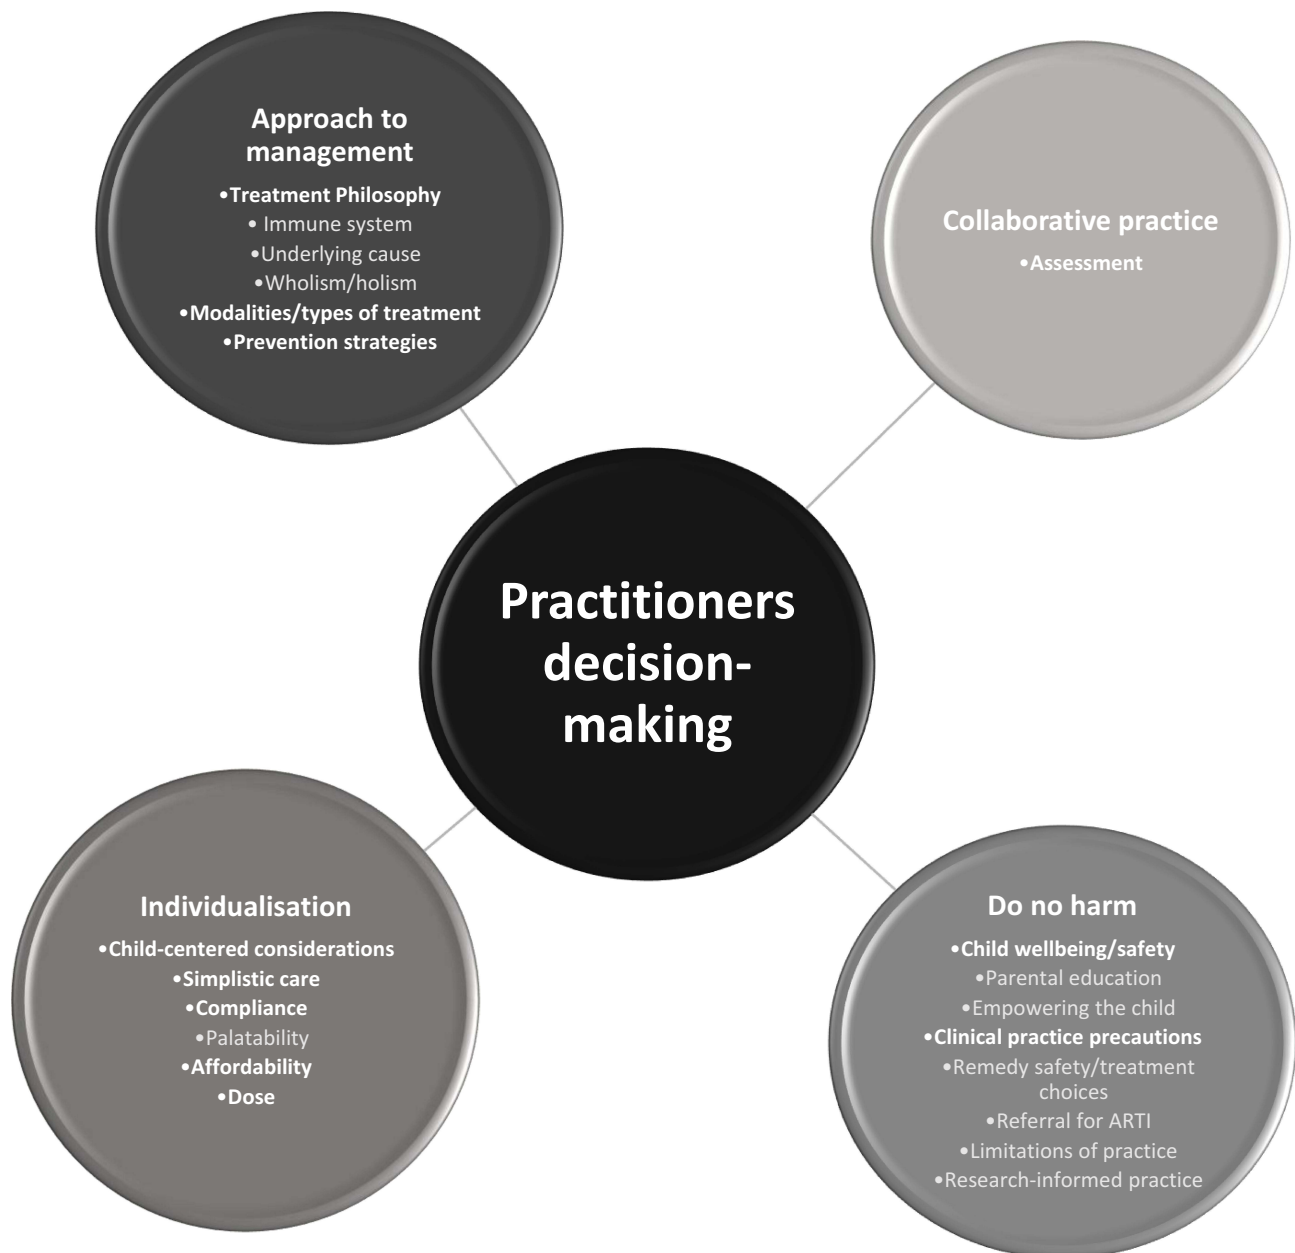 Approach to
management
•Treatment Philosophy
• Immune system
•Underlying cause
•Wholism/holism
•Modalities/types of treatment
•Prevention strategies
Collaborative practice
•Assessment
Practitioners
decision-
making
Individualisation
•Child-centered considerations
•Simplistic care
•Compliance
•Palatability
•Affordability
•Dose
Do no harm
•Child wellbeing/safety
•Parental education
•Empowering the child
•Clinical practice precautions
•Remedy safety/treatment
choices
•Referral for ARTI
•Limitations of practice
•Research-informed practice